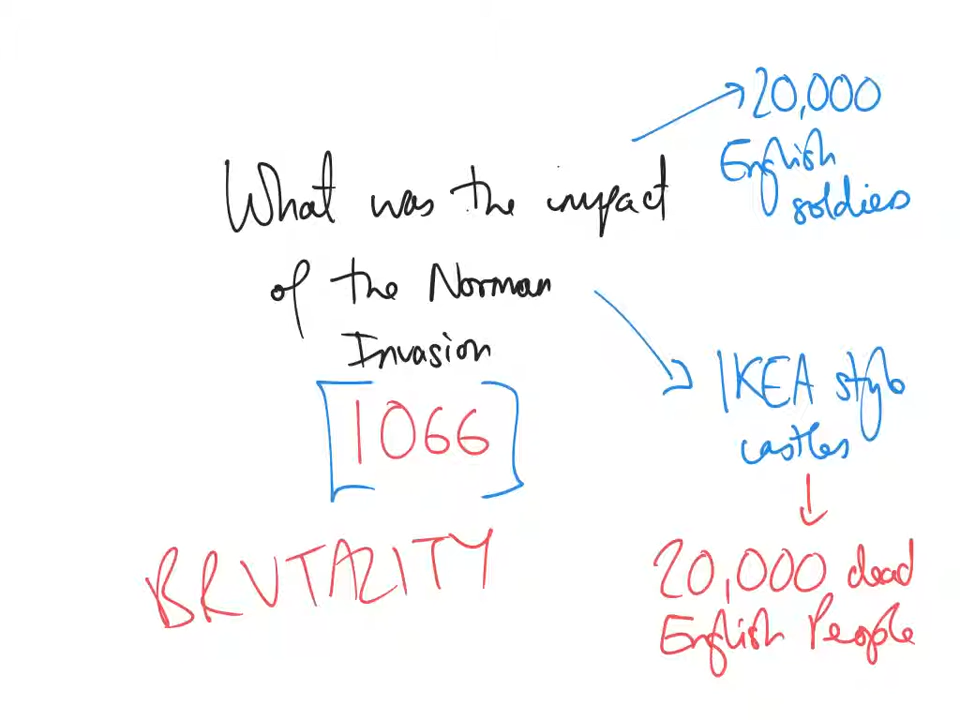 What was the impact
of the Norman
Invasion
[1066]
BRUTALITY
20,000
English
soldies
IKEA style
castles
20,000 dead
English People